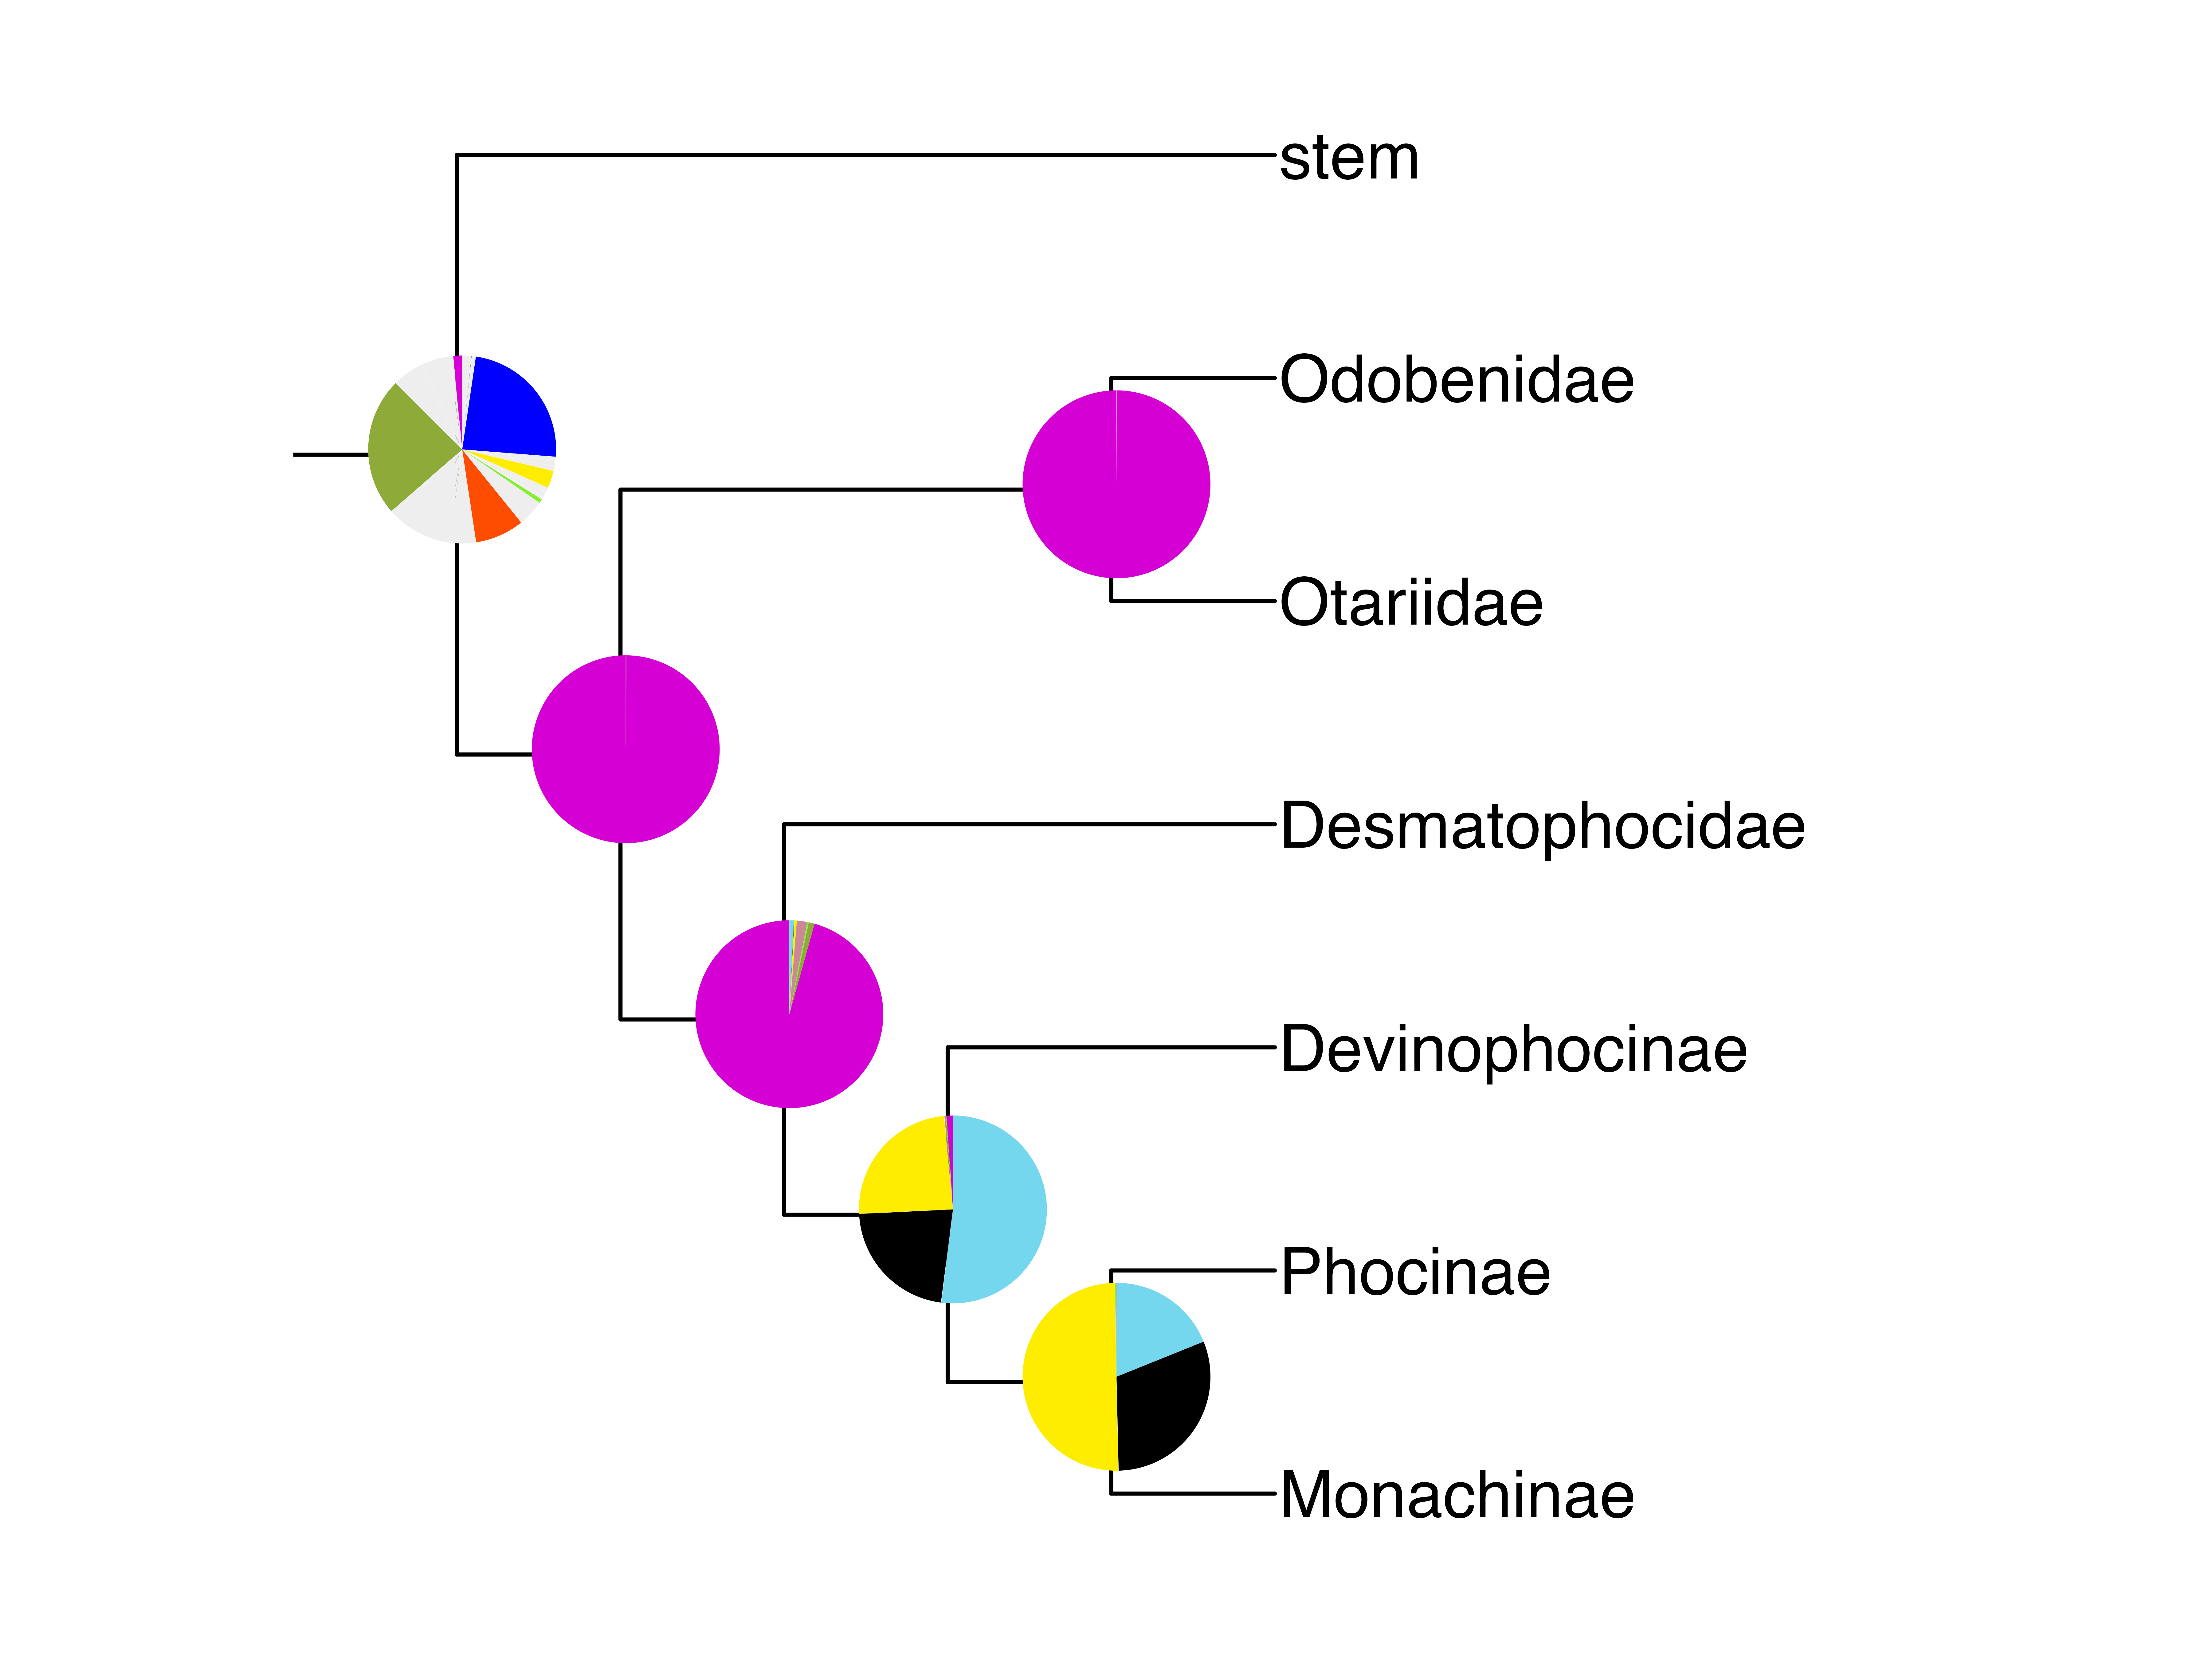 stem
Odobenidae
Otariidae
Desmatophocidae
Devinophocinae
Phocinae
Monachinae